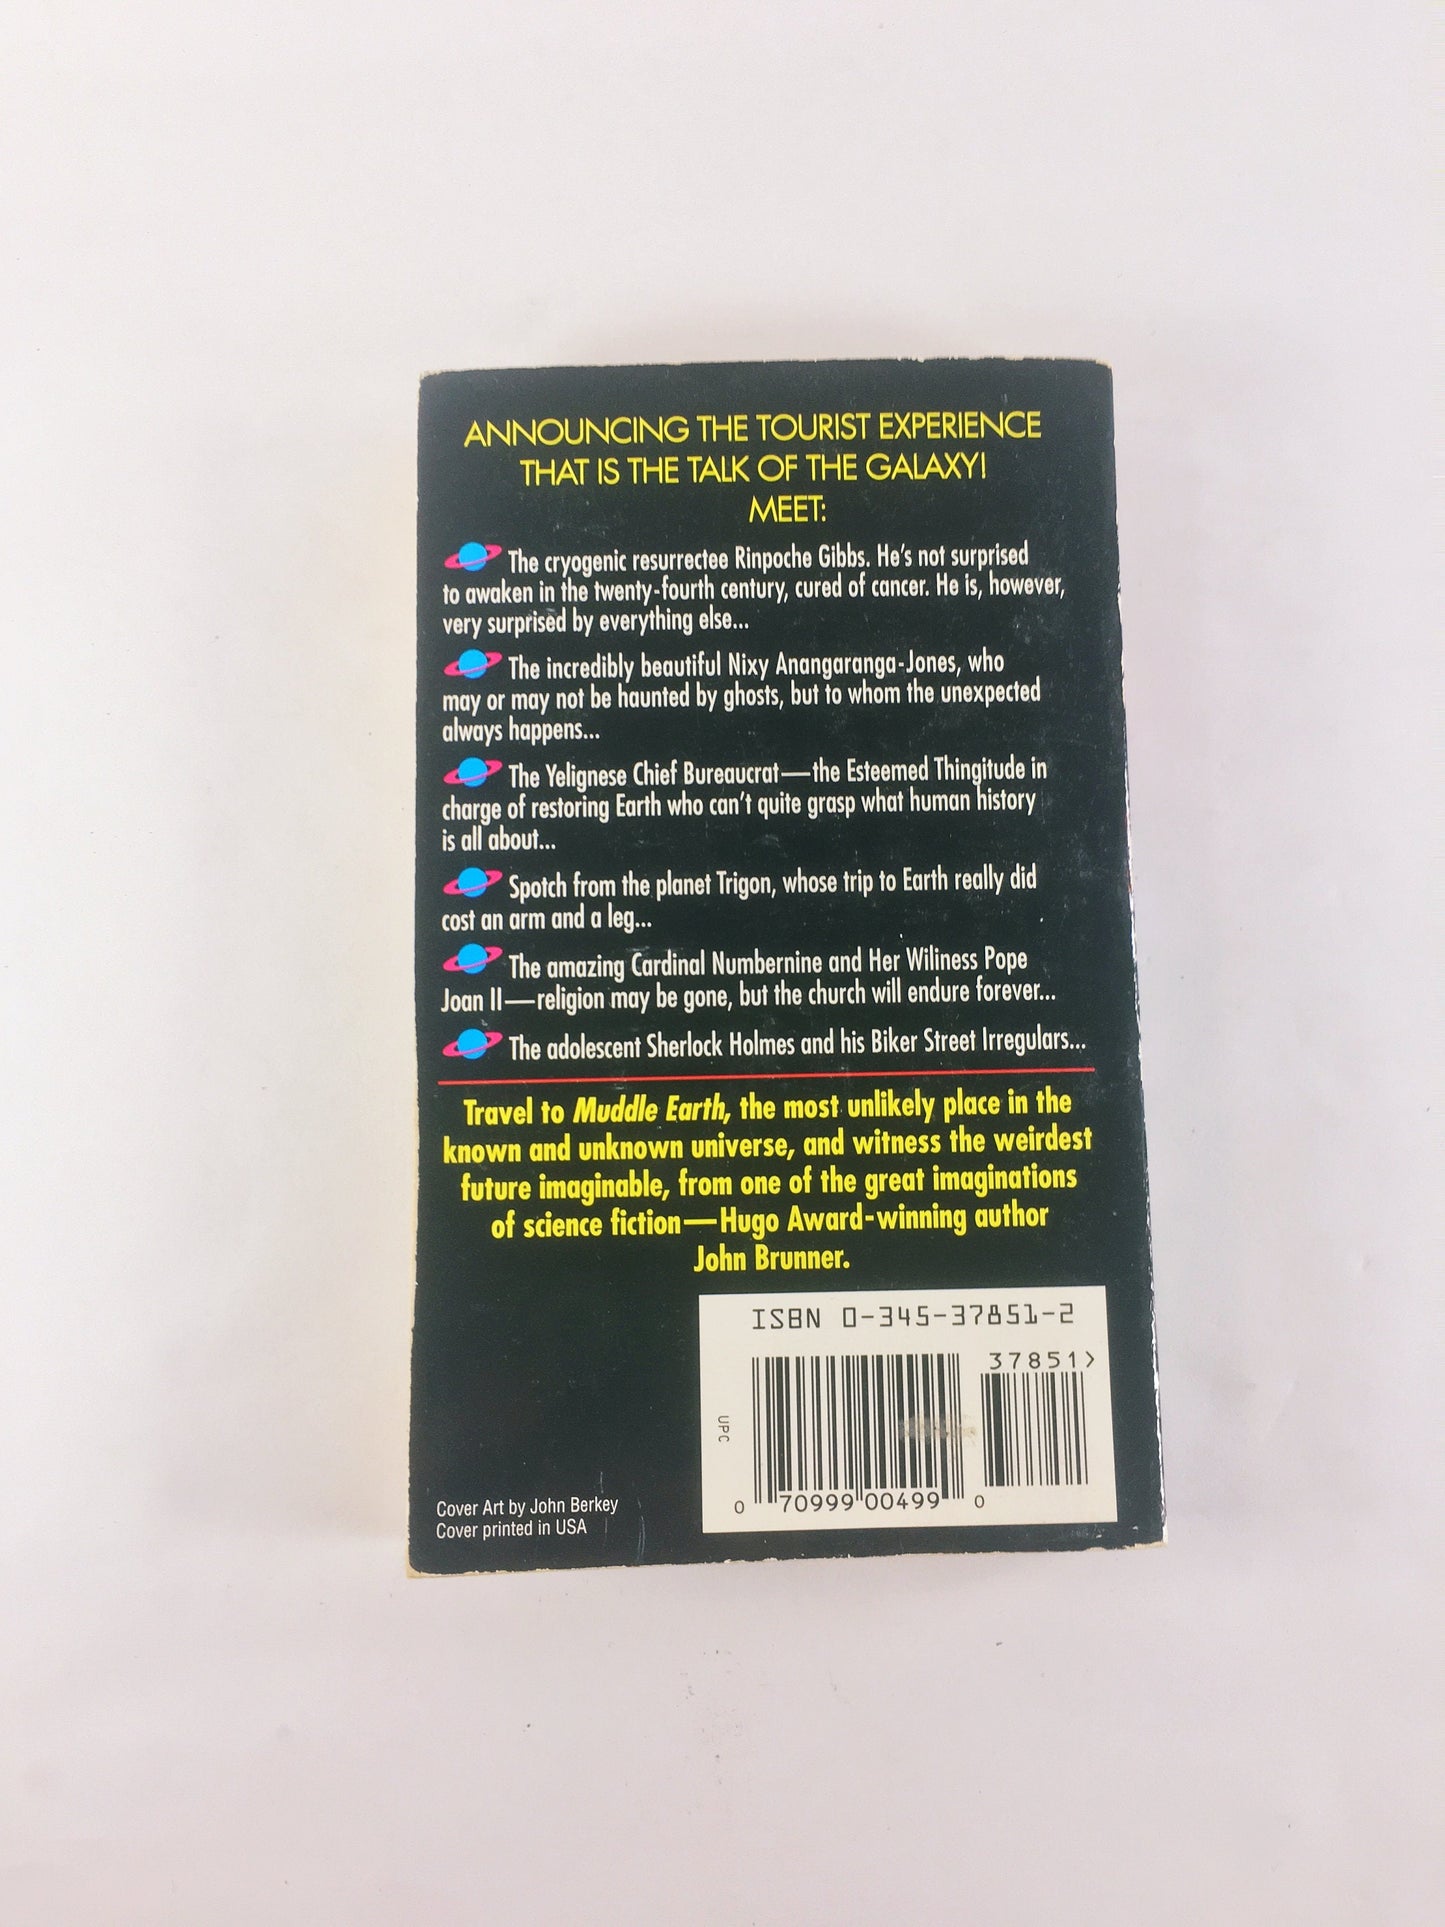 ANNOUNCING THE TOURIST EXPERIENCE
THAT IS THE TALK OF THE GALAXY!
MEET:
The cryogenic resurrectee Rinpoche Gibbs. He's not surprised
to awaken in the twenty-fourth century, cured of cancer. He is, however,
very surprised by everything else...
The incredibly beautiful Nixy Anangaranga-Jones, who
may or may not be haunted by ghosts, but to whom the unexpected
always happens...
The Yelignese Chief Bureaucrat—the Esteemed Thingitude in
charge of restoring Earth who can't quite grasp what human history
is all about...
Spotch from the planet Trigon, whose trip to Earth really did
cost an arm and a leg...
The amazing Cardinal Numbernine and Her Wiliness Pope
Joan II—religion may be gone, but the church will endure forever...
The adolescent Sherlock Holmes and his Biker Street Irregulars...
Travel to Muddle Earth, the most unlikely place in the
known and unknown universe, and witness the weirdest
future imaginable, from one of the great imaginations
of science fiction—Hugo Award-winning author
John Brunner.
ISBN 0-345-37851-2
37851>
UPC
0 70999 00499 0
Cover Art by John Berkey
Cover printed in USA